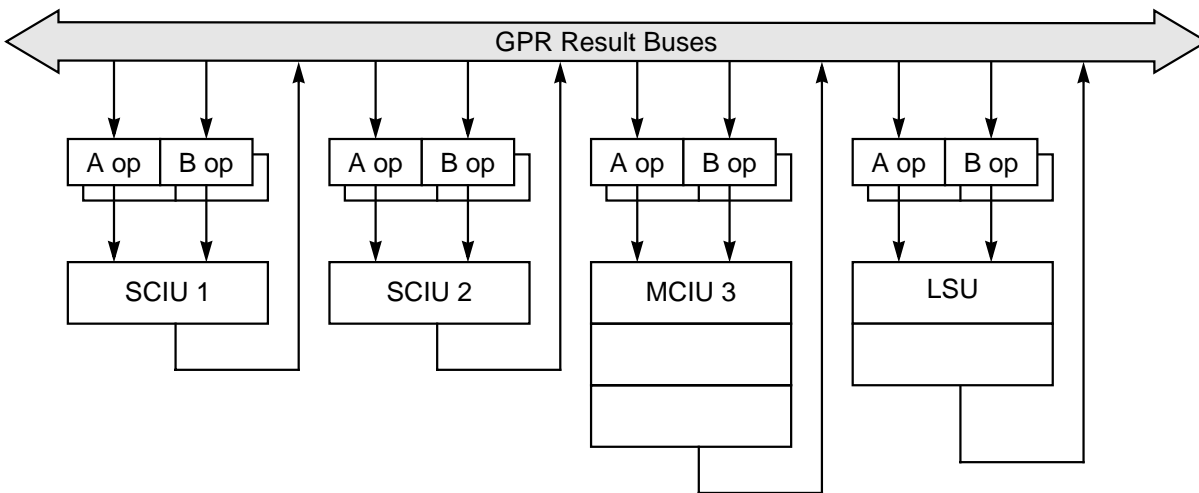 GPR Result Buses
A op B op A op B op A op B op A op B op
SCIU 1 SCIU 2 MCIU 3 LSU